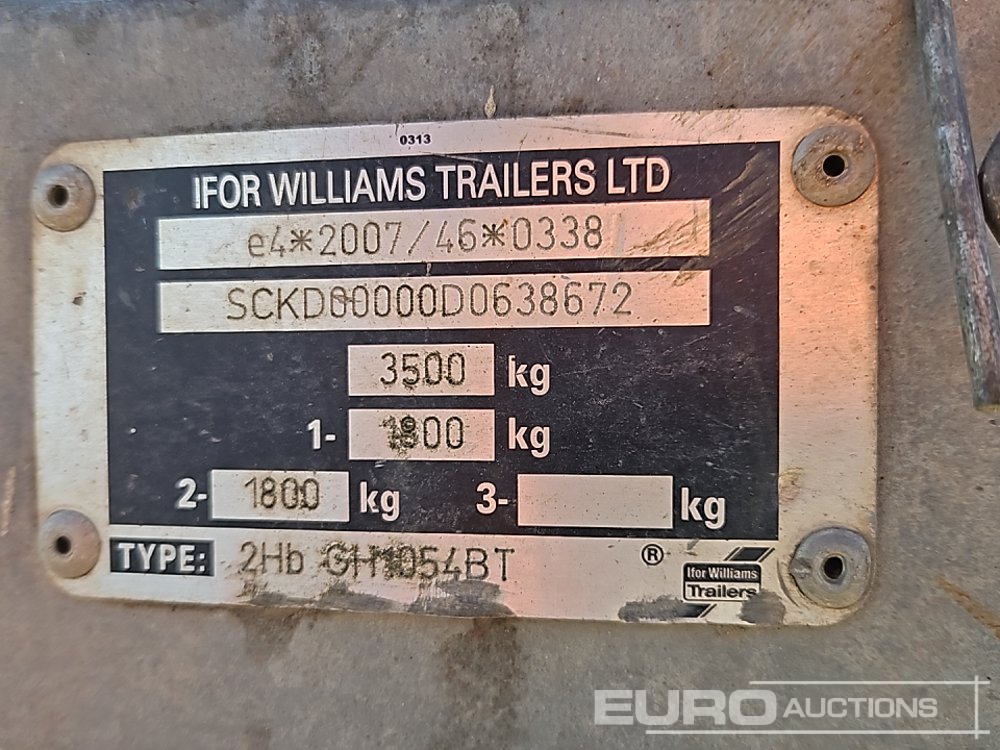 0313
IFOR WILLIAMS TRAILERS LTD
e4*2007/46*0338
SCKD00000D0638672
3500 kg
1- 1800 kg
2- 1800 kg 3- kg
TYPE: 2Hb GH1054BT ®
Ifor Williams
Trailers
EURO AUCTIONS